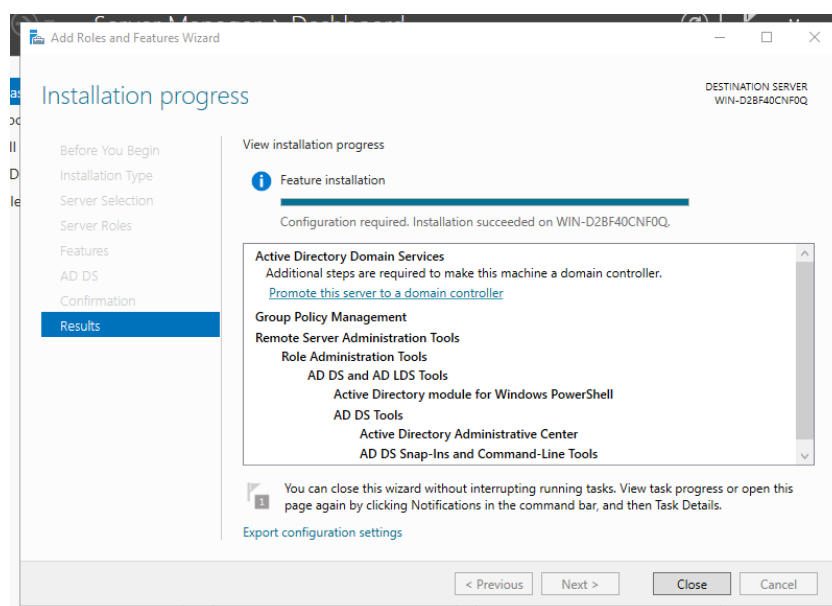 Add Roles and Features Wizard
Installation progress
DESTINATION SERVER
WIN-D2BF40CNF0Q
Before You Begin
Installation Type
Server Selection
Server Roles
Features
AD DS
Confirmation
Results
View installation progress
Feature installation
Configuration required. Installation succeeded on WIN-D2BF40CNF0Q.
Active Directory Domain Services
Additional steps are required to make this machine a domain controller.
Promote this server to a domain controller
Group Policy Management
Remote Server Administration Tools
Role Administration Tools
AD DS and AD LDS Tools
Active Directory module for Windows PowerShell
AD DS Tools
Active Directory Administrative Center
AD DS Snap-Ins and Command-Line Tools
1
You can close this wizard without interrupting running tasks. View task progress or open this
page again by clicking Notifications in the command bar, and then Task Details.
Export configuration settings
< Previous
Next >
Close
Cancel